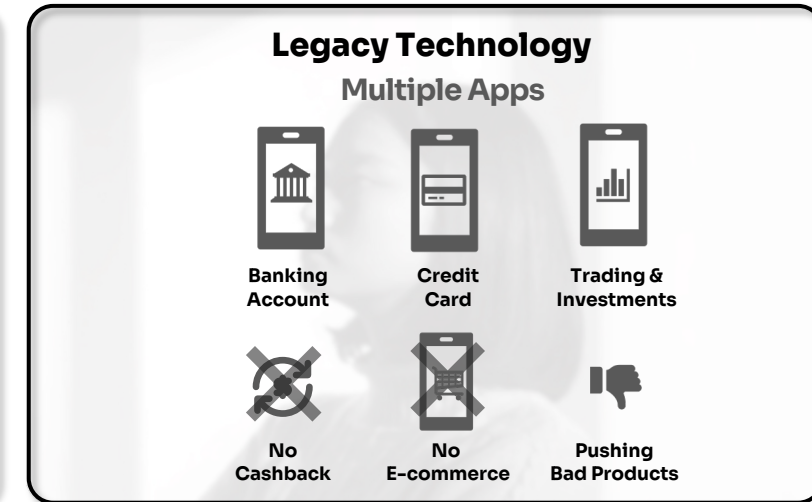 Legacy Technology
Multiple Apps
Banking
Account
Credit
Card
Trading &
Investments
No
Cashback
No
E-commerce
Pushing
Bad Products